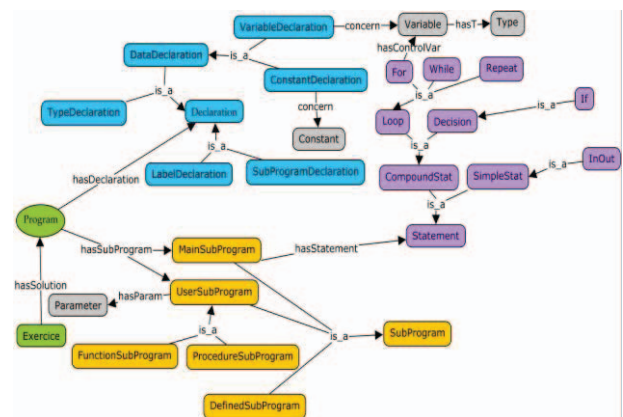 VariableDeclaration
concern
Variable
hasT
Type
hasControlVar
DataDeclaration
is_a
For
While
Repeat
ConstantDeclaration
is_a
is_a
concern
TypeDeclaration
Declaration
Loop
Decision
is_a
If
Constant
is_a
is_a
InOut
hasDeclaration
LabelDeclaration
SubProgramDeclaration
CompoundStat
SimpleStat
is_a
is_a
Program
hasSubProgram
MainSubProgram
hasStatement
Statement
hasSolution
UserSubProgram
hasParam
Parameter
is_a
is_a
SubProgram
Exercice
FunctionSubProgram
ProcedureSubProgram
DefinedSubProgram